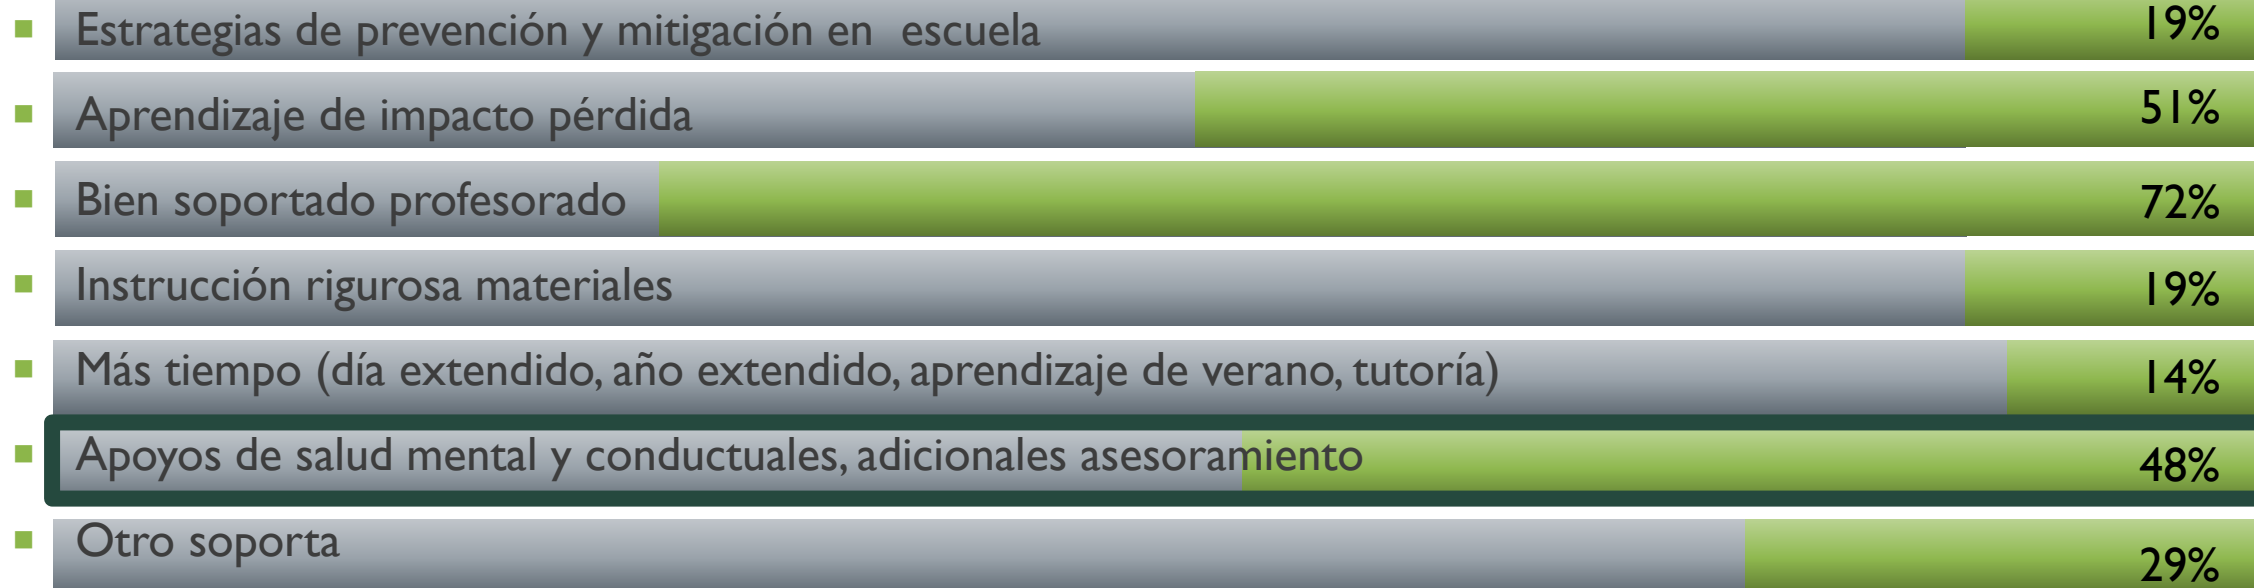 Estrategias de prevención y mitigación en escuela 19%
Aprendizaje de impacto pérdida 51%
Bien soportado profesorado 72%
Instrucción rigurosa materiales 19%
Más tiempo (día extendido, año extendido, aprendizaje de verano, tutoría) 14%
Apoyos de salud mental y conductuales, adicionales asesoramiento 48%
Otro soporta 29%